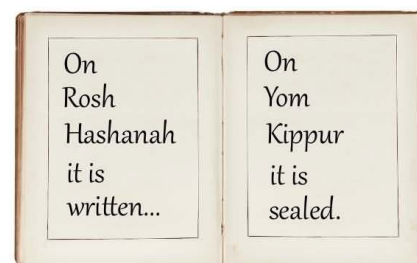 On
Rosh
Hashanah
it is
written...
On
Yom
Kippur
it is
sealed.